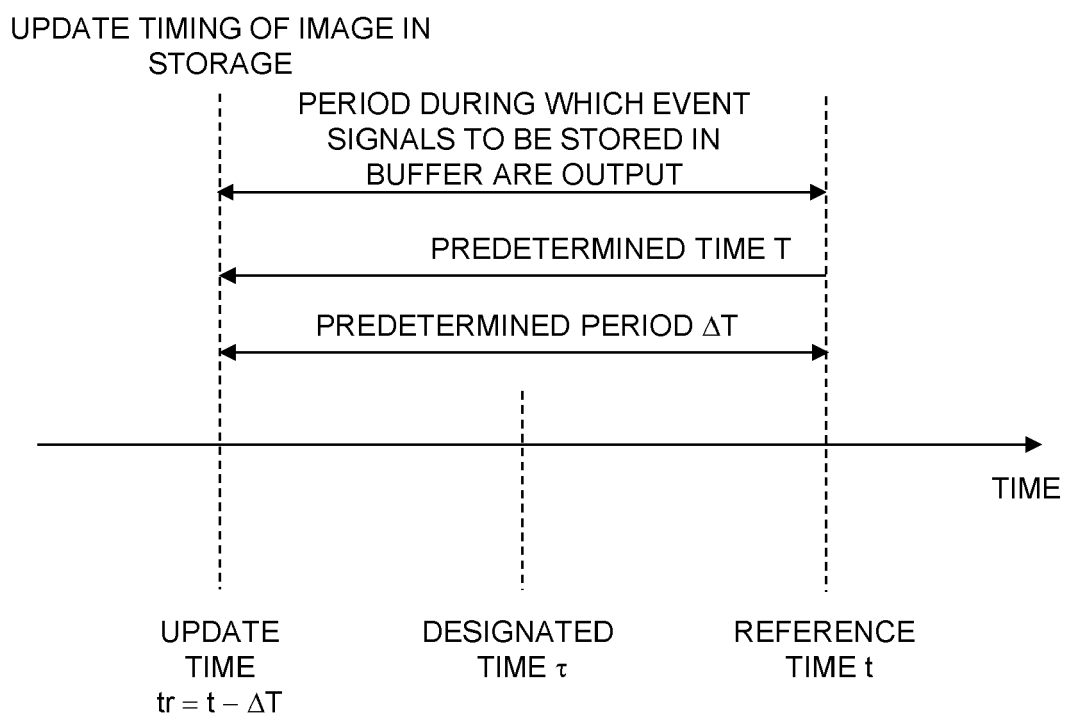 UPDATE TIMING OF IMAGE IN
STORAGE
PERIOD DURING WHICH EVENT
SIGNALS TO BE STORED IN
BUFFER ARE OUTPUT
PREDETERMINED TIME T
PREDETERMINED PERIOD ΔT
TIME
UPDATE
TIME
tr = t − ΔT
DESIGNATED
TIME τ
REFERENCE
TIME t